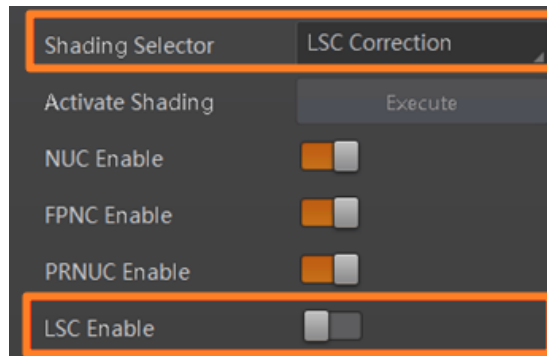 Shading Selector LSC Correction
Activate Shading Execute
NUC Enable
FPNC Enable
PRNUC Enable
LSC Enable